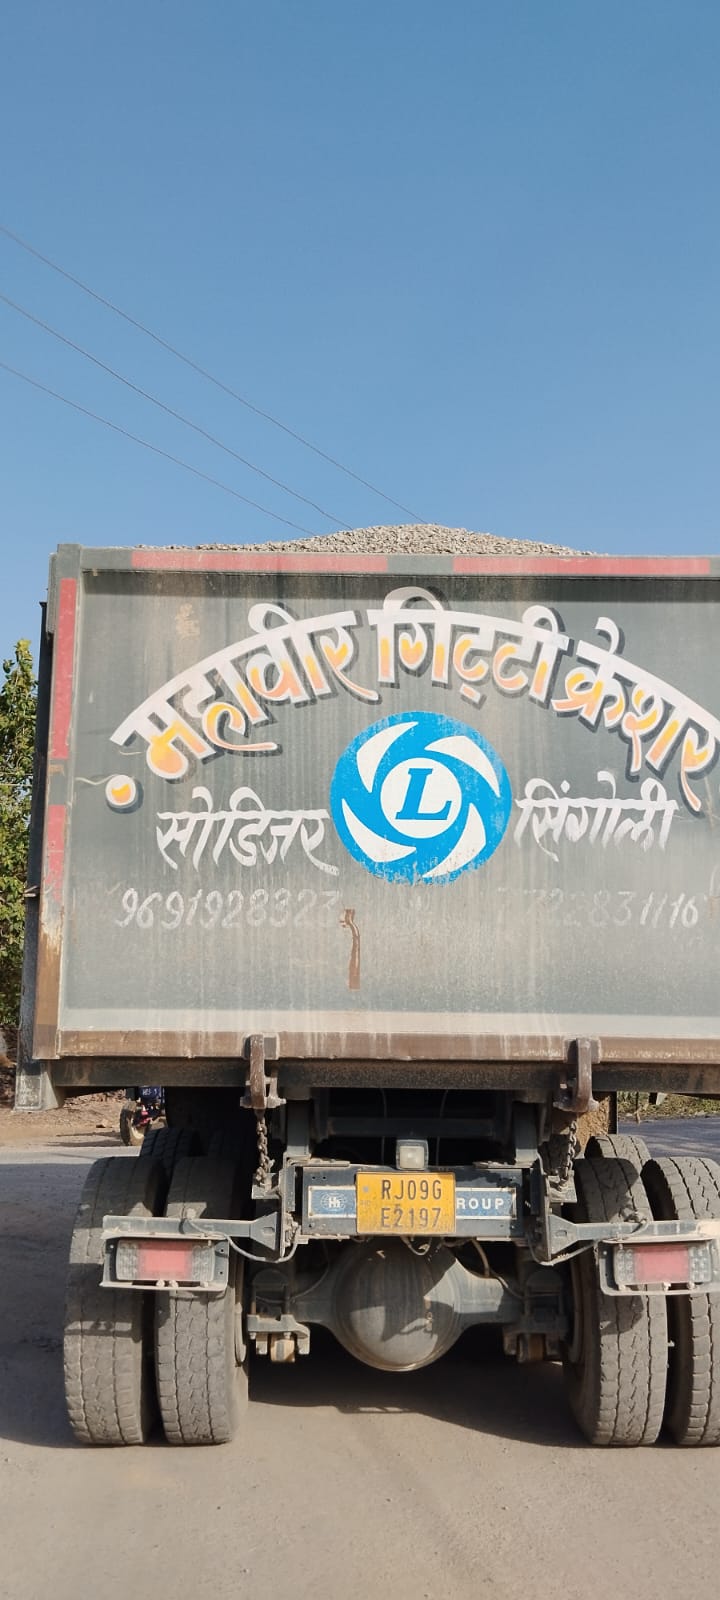 महावीर गिट्टी क्रेशर
सोडिजर L सिंगोली
9691928323
RJ09G
E2197
ROUP